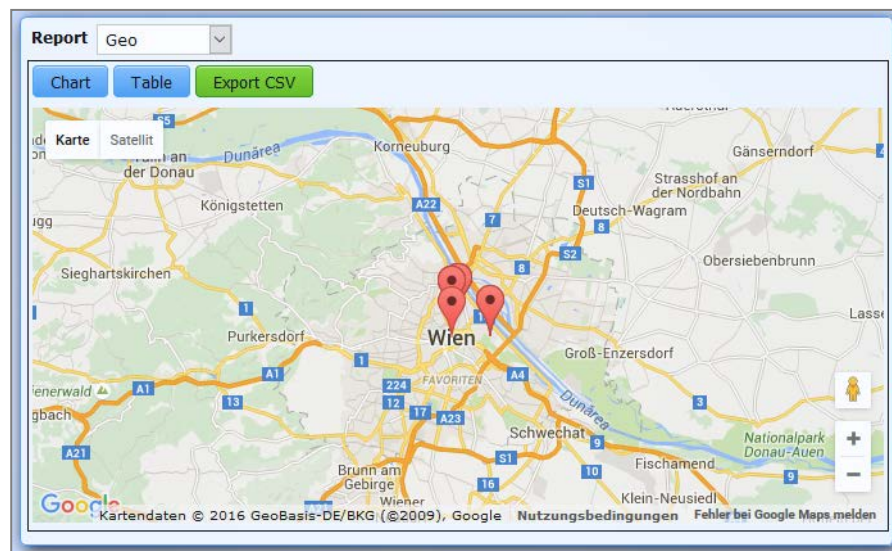 Report Geo
Chart Table Export CSV
Karte Satellit
S5
der Donau
Dunărea
Korneuburg
Gänserndorf
Strasshof an
der Nordbahn
S1
Königstetten
A22
Deutsch-Wagram
7
8
S2
8
Obersiebenbrunn
Sieghartskirchen
1
Purkersdorf
Wien
Groß-Enzersdorf
1
A4
FAVORITEN
224
A1
A1
13
12
17
A23
Dunărea
3
Schwechat
9
Nationalpark
Donau-Auen
A21
S1
Brunn am
Gebirge
16
10
Fischamend
9
Wiener
Klein-Neusiedl
Google
Kartendaten © 2016 GeoBasis-DE/BKG (©2009), Google Nutzungsbedingungen Fehler bei Google Maps melden